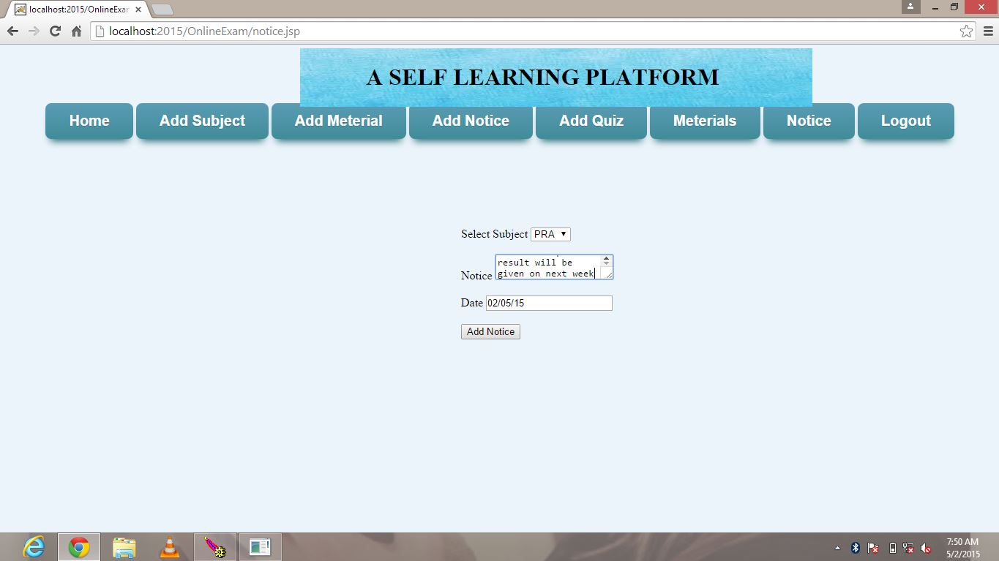 localhost:2015/OnlineExan
localhost:2015/OnlineExam/notice.jsp
A SELF LEARNING PLATFORM
Home Add Subject Add Meterial Add Notice Add Quiz Meterials Notice Logout
Select Subject PRA
result will be
Notice given on next week
Date 02/05/15
Add Notice
7:50 AM
5/2/2015